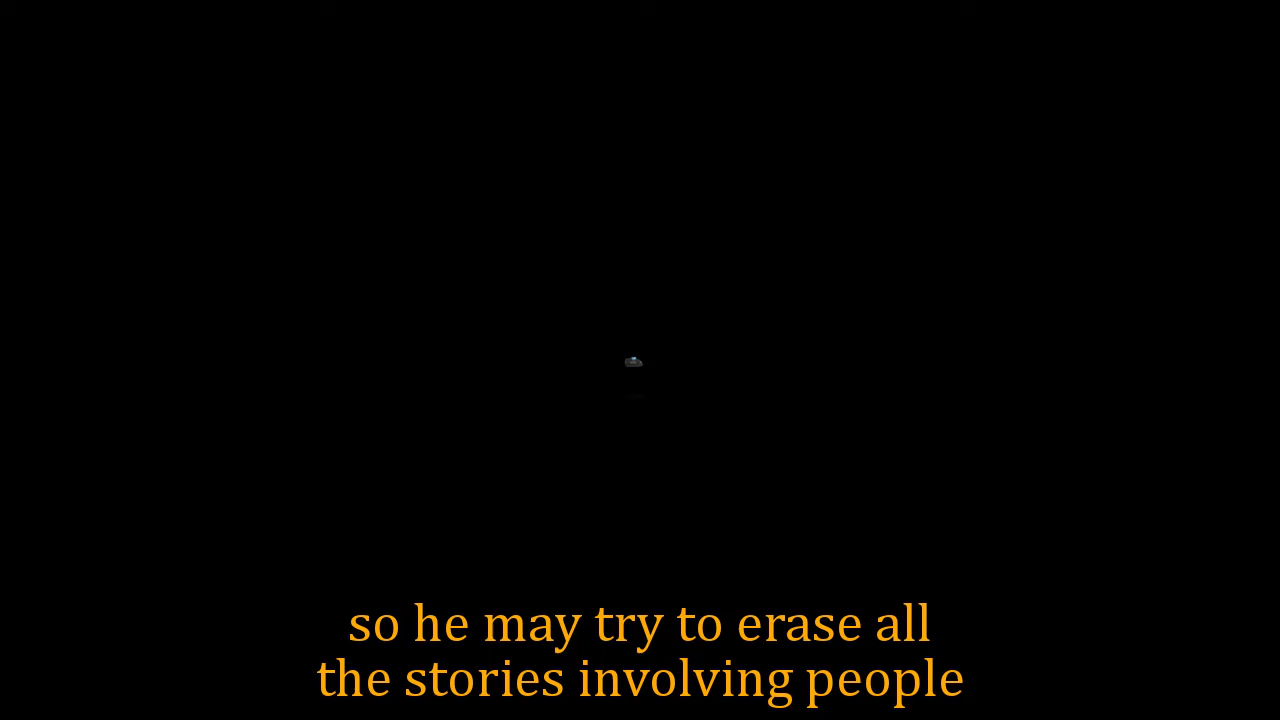 so he may try to erase all
the stories involving people